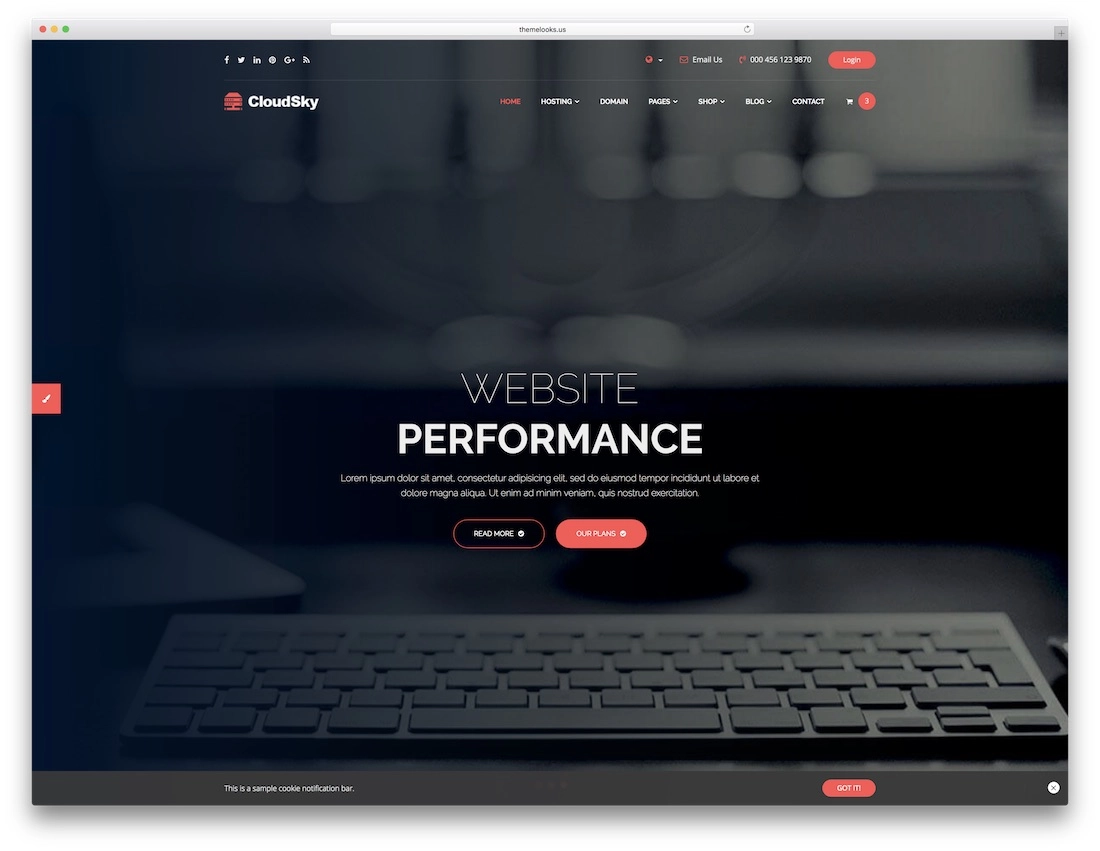 themelooks.us
Email Us 000 456 123 9870 Login
CloudSky HOME HOSTING DOMAIN PAGES SHOP BLOG CONTACT 3
WEBSITE
PERFORMANCE
Lorem ipsum dolor sit amet, consectetur adipisicing elit, sed do eiusmod tempor incididunt ut labore et
dolore magna aliqua. Ut enim ad minim veniam, quis nostrud exercitation.
READ MORE OUR PLANS
This is a sample cookie notification bar. GOT IT!